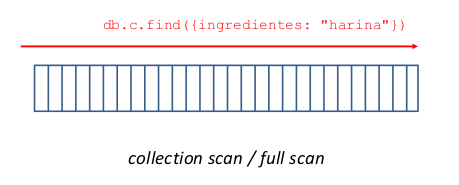 db.c.find({ingredientes: "harina"})
collection scan / full scan